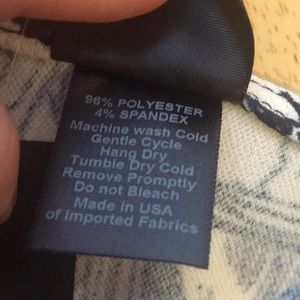 96% POLYESTER
4% SPANDEX
Machine wash Cold
Gentle Cycle
Hang Dry
Tumble Dry Cold
Remove Promptly
Do not Bleach
Made in USA
of Imported Fabrics